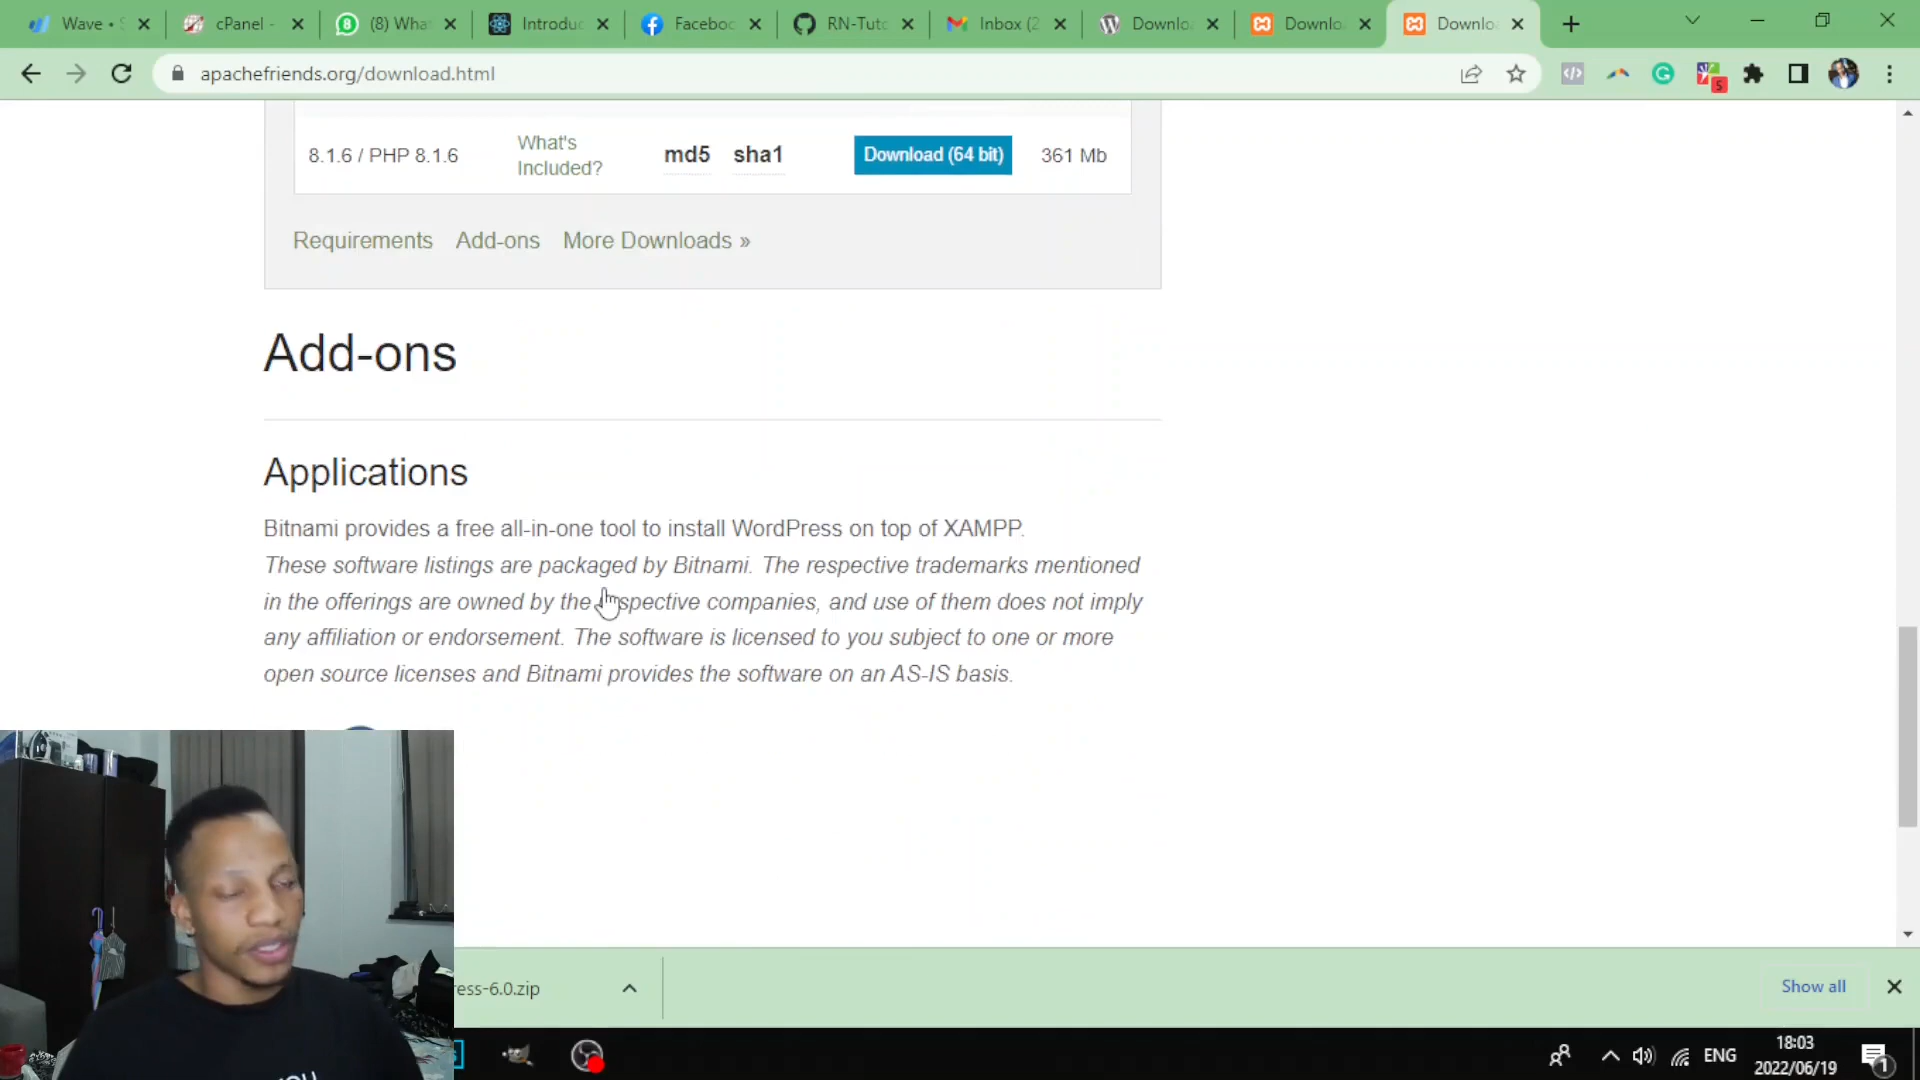 Wave •
cPanel -
(8) What
Introduc
Faceboc
RN-Tuto
Inbox (2
Downlo
Downlo
Downlo
apachefriends.org/download.html
5
8.1.6 / PHP 8.1.6
What's
Included?
md5
sha1
Download (64 bit)
361 Mb
Requirements
Add-ons
More Downloads »
Add-ons
Applications
Bitnami provides a free all-in-one tool to install WordPress on top of XAMPP.
These software listings are packaged by Bitnami. The respective trademarks mentioned
in the offerings are owned by the respective companies, and use of them does not imply
any affiliation or endorsement. The software is licensed to you subject to one or more
open source licenses and Bitnami provides the software on an AS-IS basis.
ess-6.0.zip
Show all
ENG
18:03
2022/06/19
1